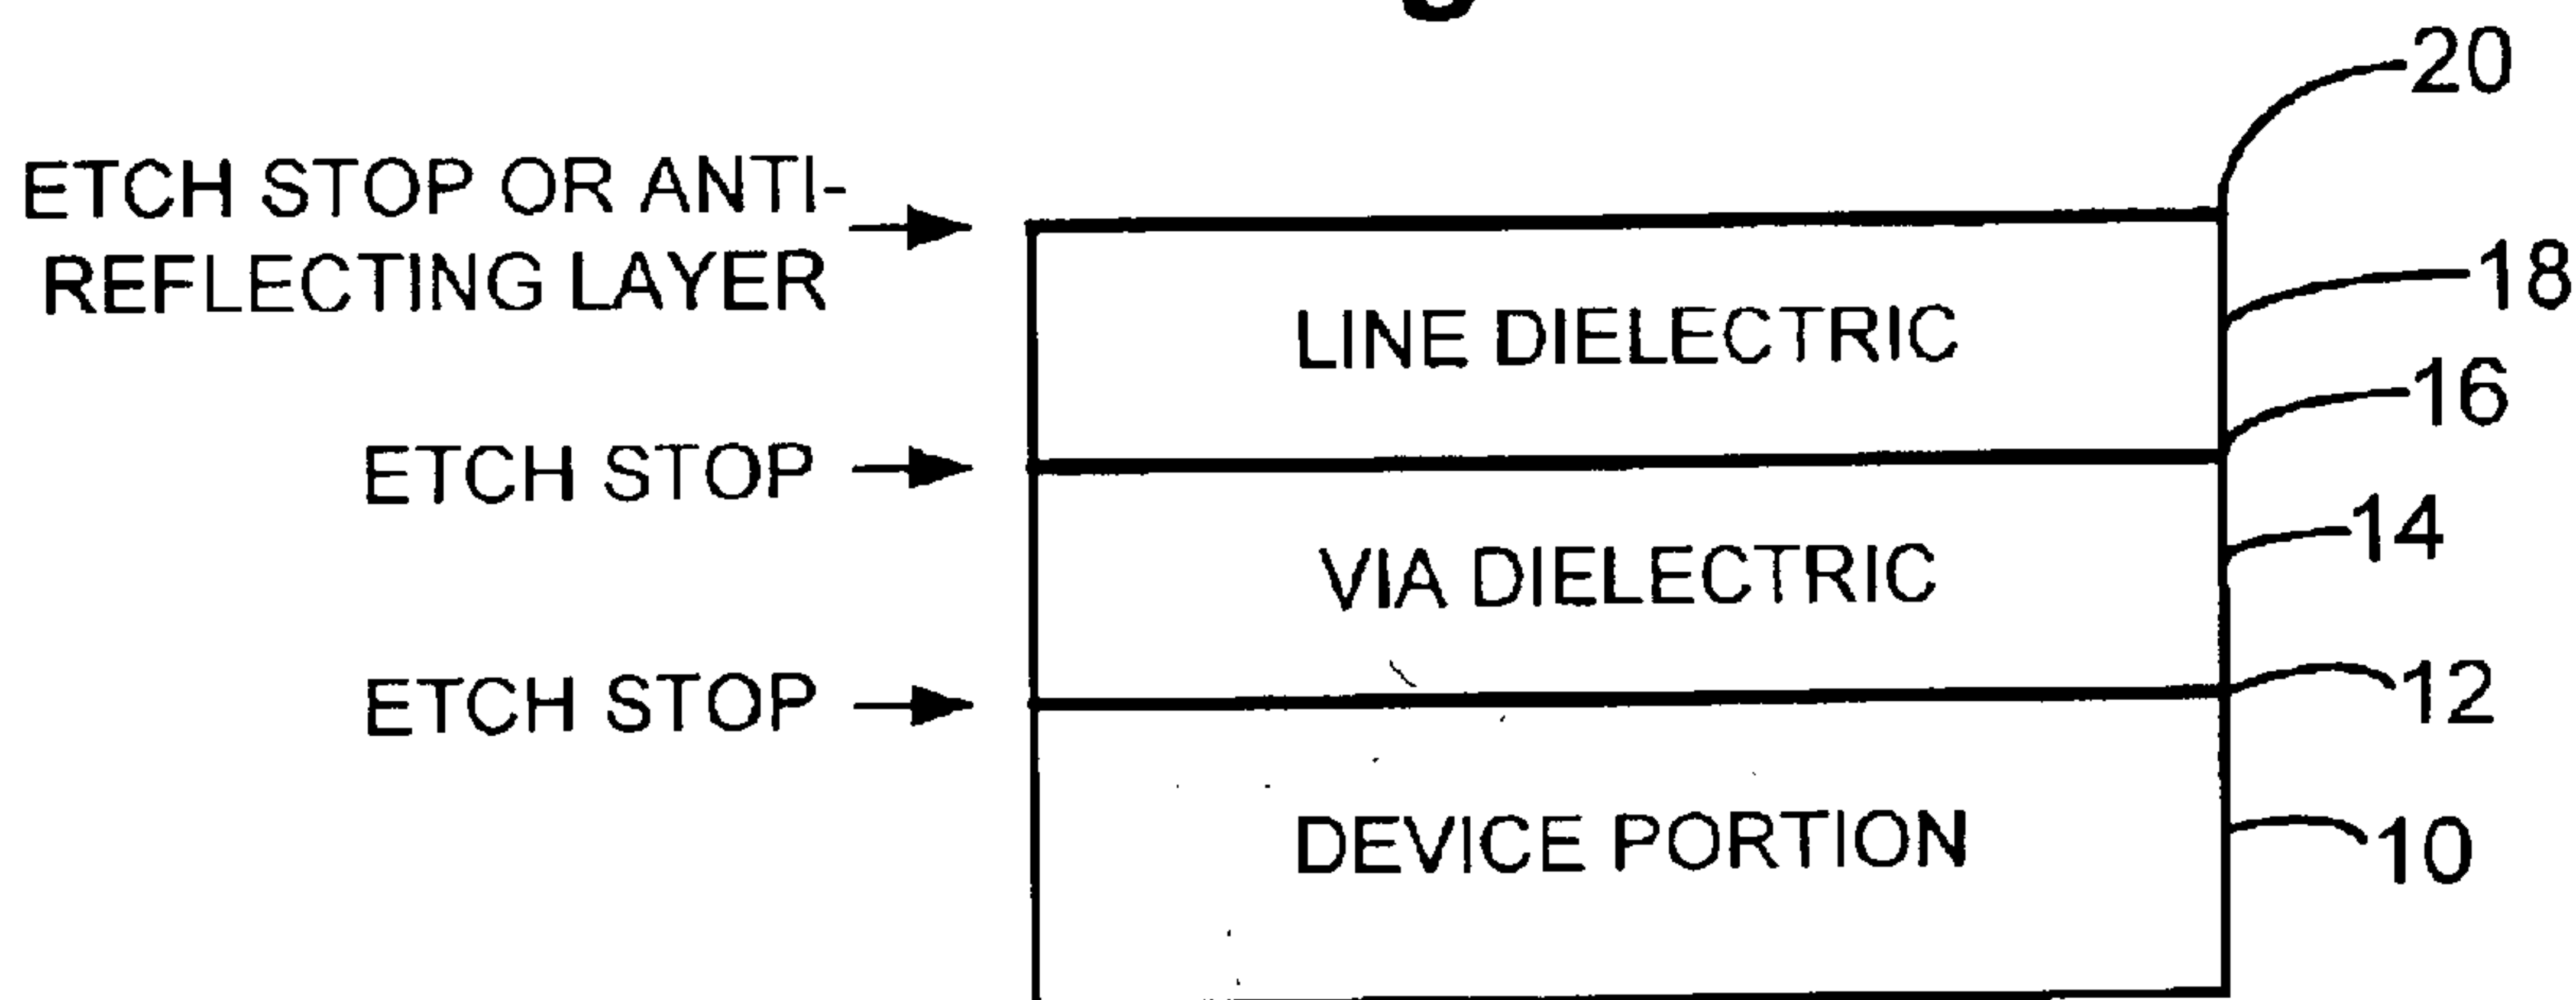 20
ETCH STOP OR ANTI-
REFLECTING LAYER
18
LINE DIELECTRIC
16
ETCH STOP
14
VIA DIELECTRIC
12
ETCH STOP
10
DEVICE PORTION